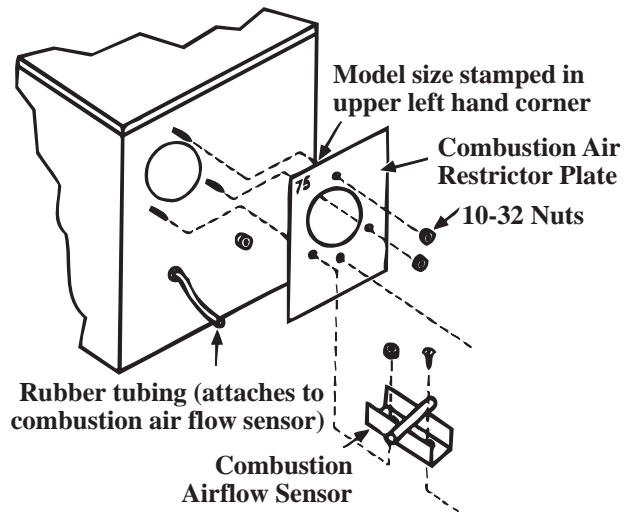 Model size stamped in
upper left hand corner
Combustion Air
Restrictor Plate
75
10-32 Nuts
Rubber tubing (attaches to
combustion air flow sensor)
Combustion
Airflow Sensor